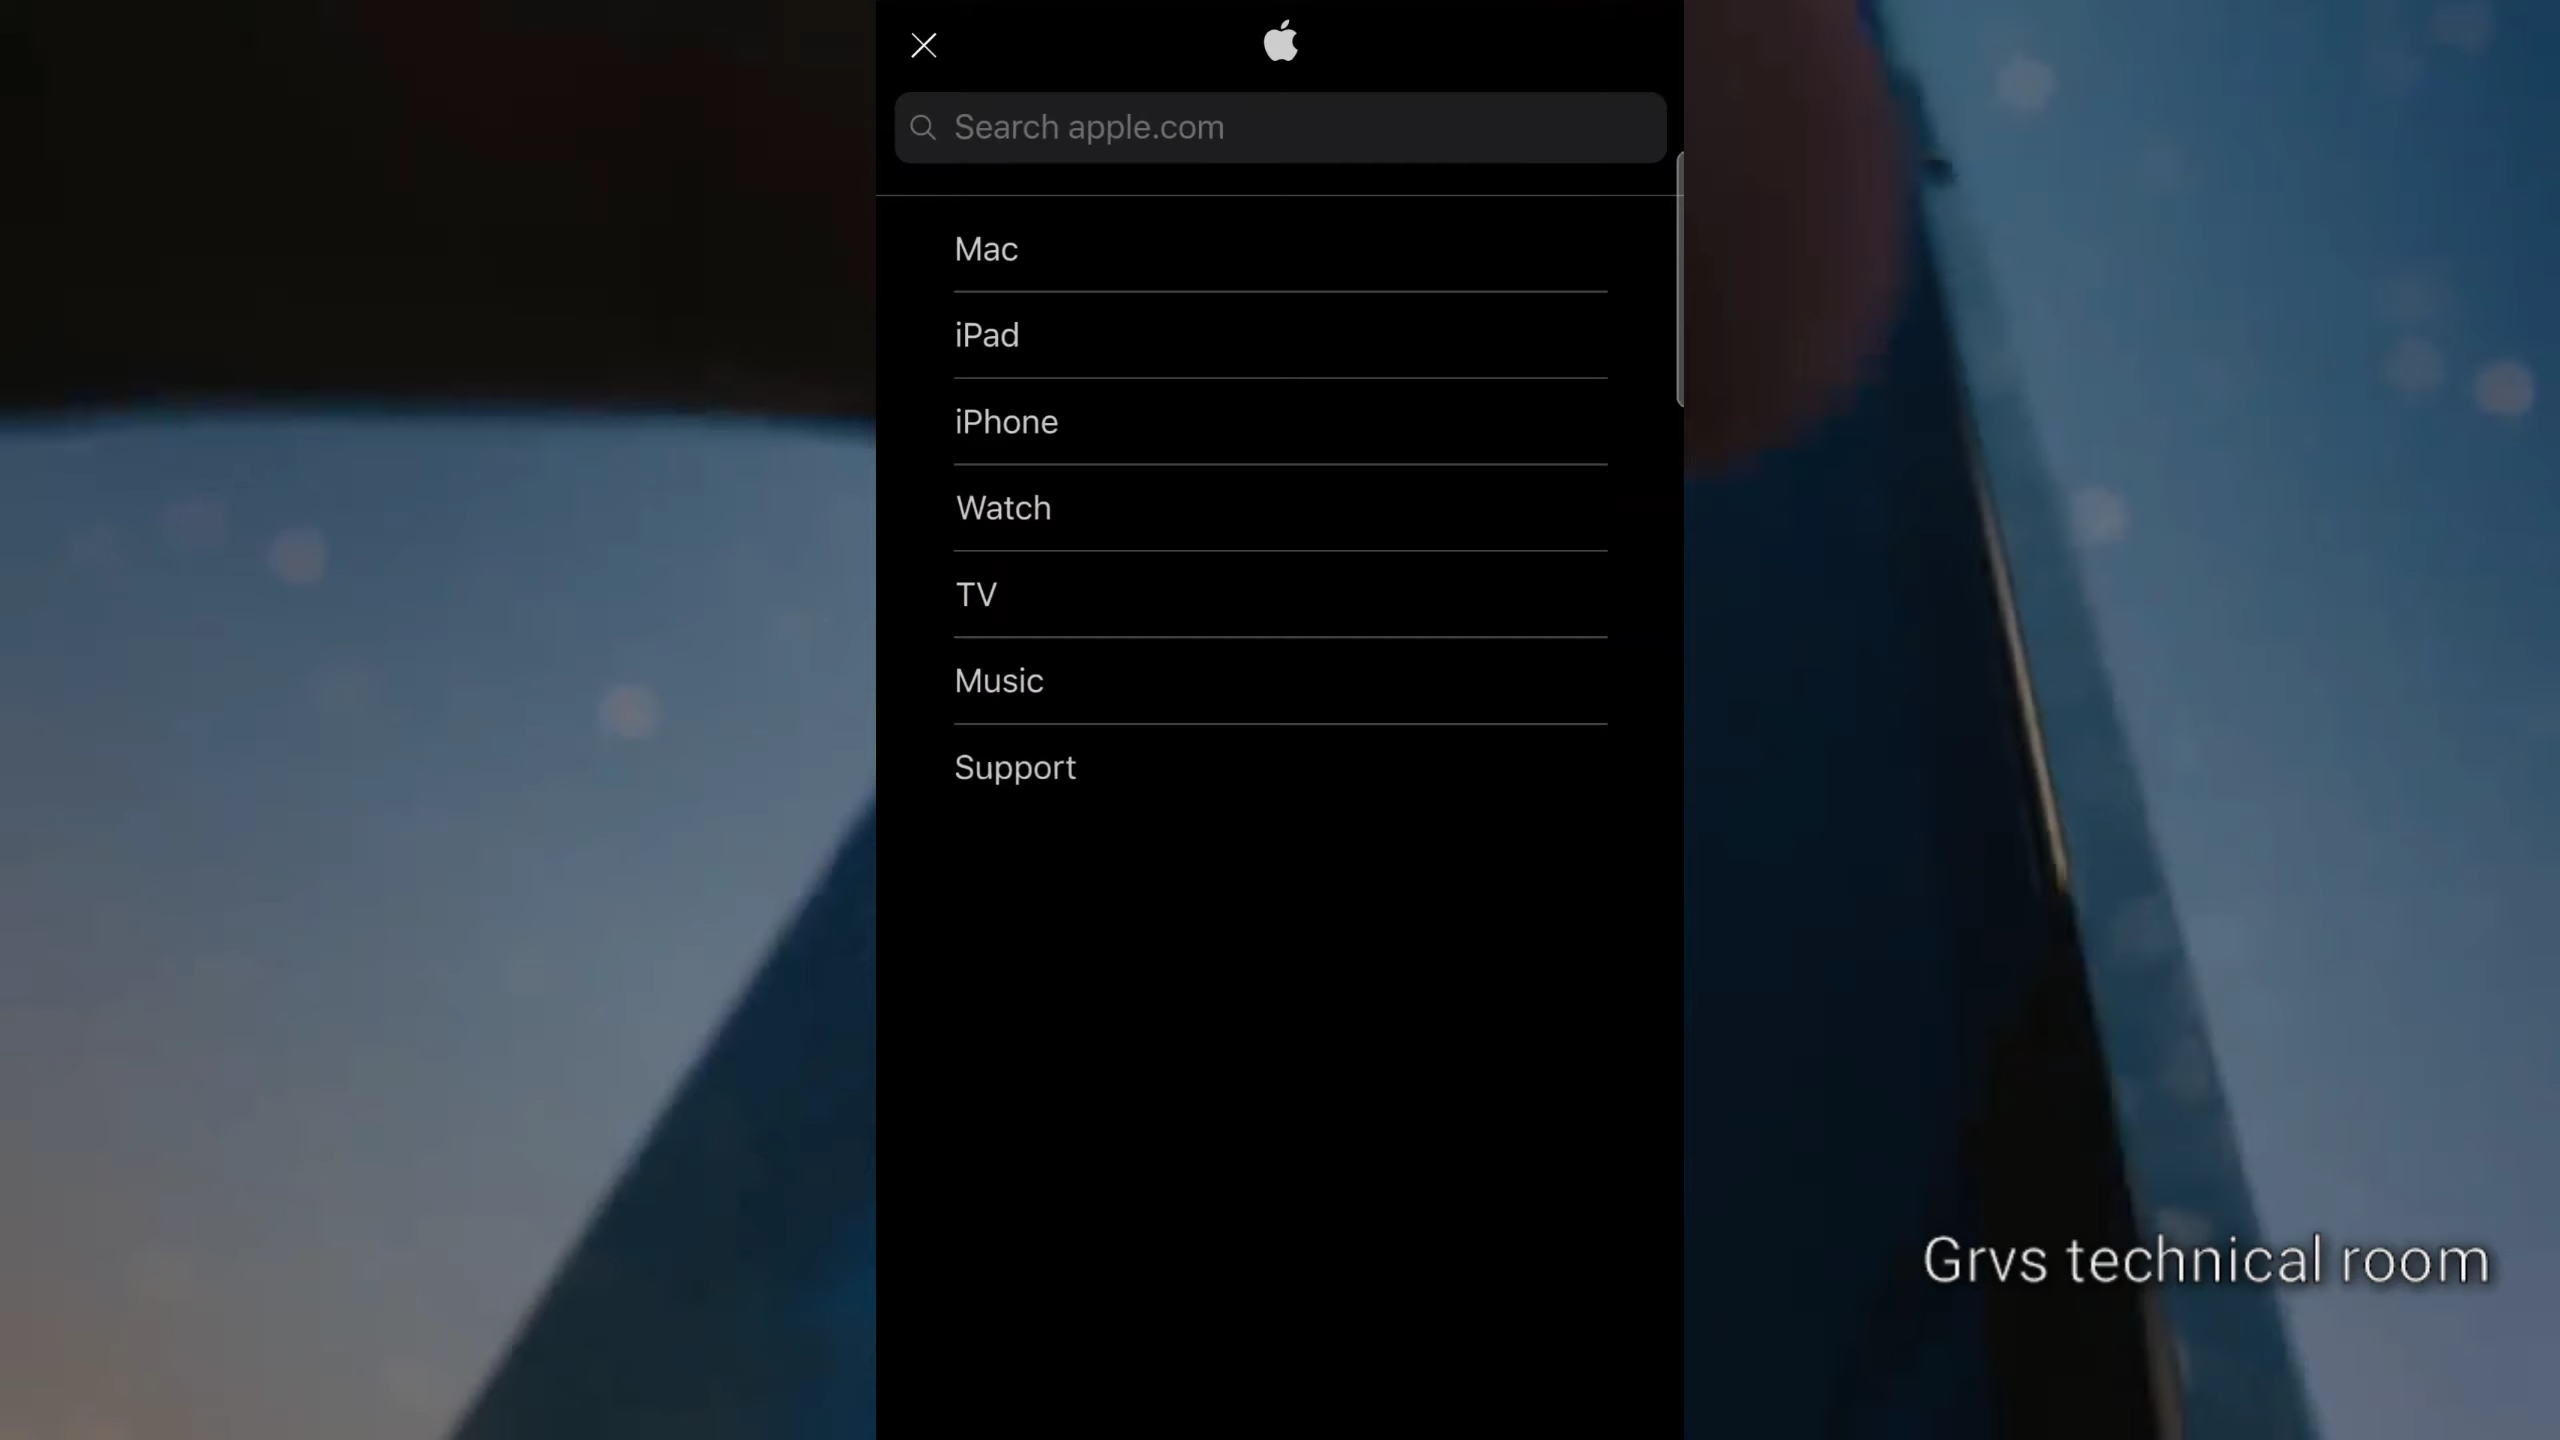 Search apple.com
Mac
iPad
iPhone
Watch
TV
Music
Support
Grvs technical room